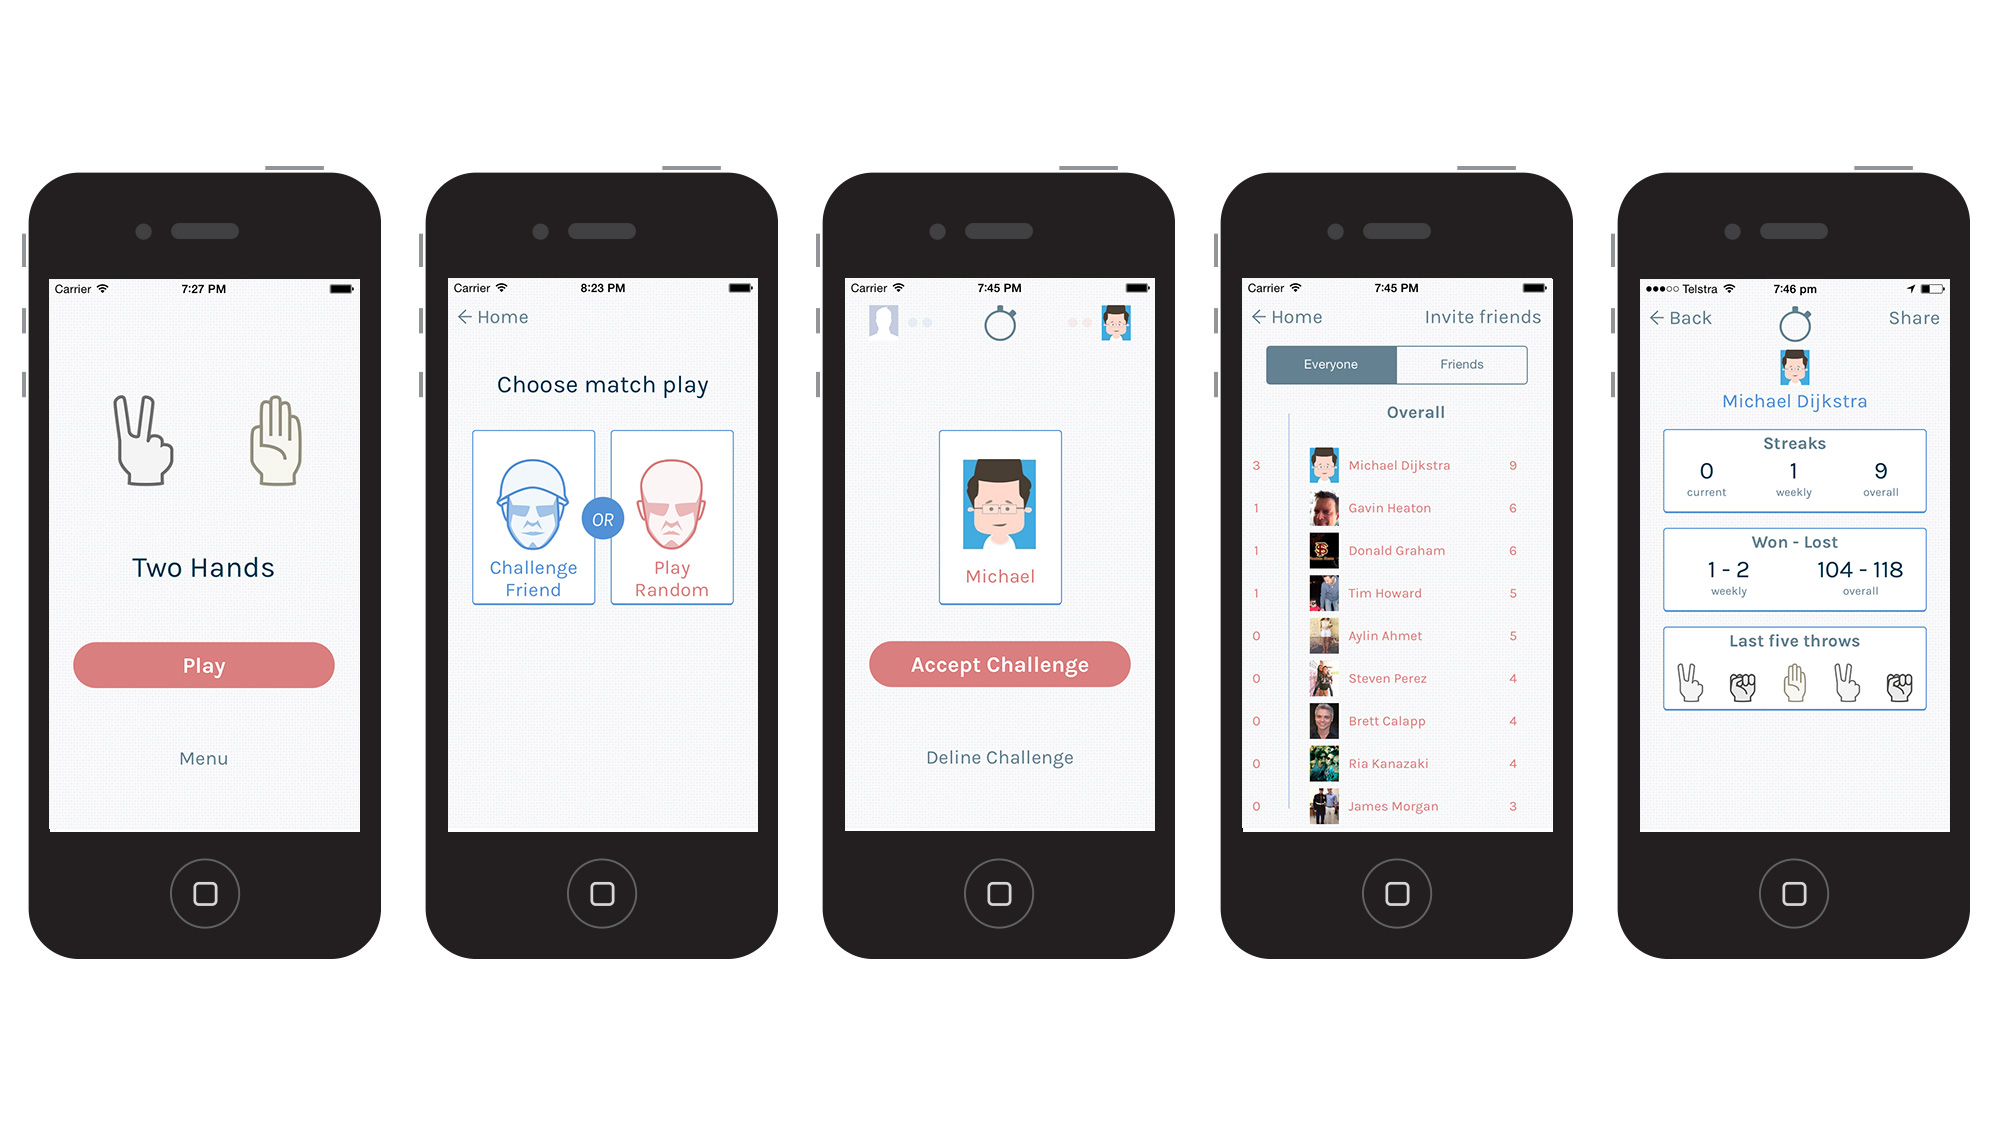 Carrier 7:27 PM
Two Hands
Play
Menu
Carrier 8:23 PM
← Home
Choose match play
Challenge
Friend
OR
Play
Random
Carrier 7:45 PM
Michael
Accept Challenge
Deline Challenge
Carrier 7:45 PM
← Home Invite friends
Everyone Friends
Overall
3 Michael Dijkstra 9
1 Gavin Heaton 6
1 Donald Graham 6
1 Tim Howard 5
0 Aylin Ahmet 5
0 Steven Perez 4
0 Brett Calapp 4
0 Ria Kanazaki 4
0 James Morgan 3
Telstra 7:46 pm
← Back Share
Michael Dijkstra
Streaks
0 1 9
current weekly overall
Won - Lost
1 - 2 104 - 118
weekly overall
Last five throws